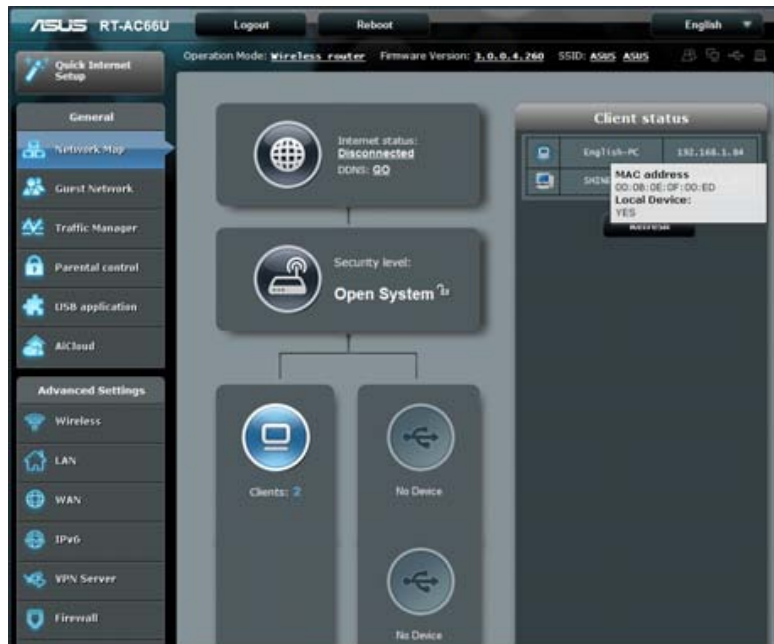 ASUS RT-AC66U
Logout
Reboot
English
Quick Internet
Setup
Operation Mode: Wireless router Firmware Version: 3.0.0.4.260 SSID: ASUS ASUS
General
Network Map
Guest Network
Traffic Manager
Parental control
USB application
AiCloud
Advanced Settings
Wireless
LAN
WAN
IPv6
VPN Server
Firewall
Internet status:
Disconnected
DDNS: GO
Security level:
Open System
Clients: 2
No Device
No Device
Client status
English-PC 192.168.1.84
MAC address
00:08:0E:0F:00:ED
Local Device:
YES